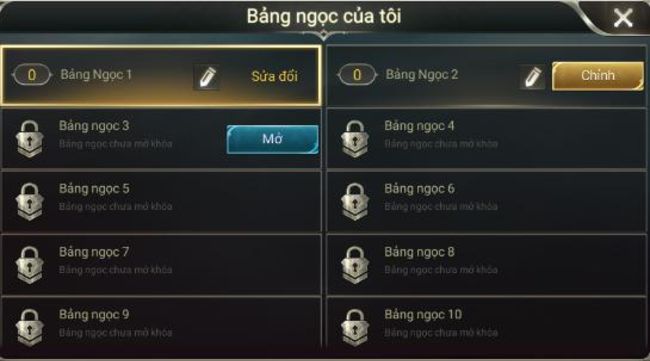 Bảng ngọc của tôi
0 Bảng Ngọc 1 Sửa đổi
0 Bảng Ngọc 2 Chỉnh
Bảng ngọc 3
Bảng ngọc chưa mở khóa
Mở
Bảng ngọc 4
Bảng ngọc chưa mở khóa
Bảng ngọc 5
Bảng ngọc chưa mở khóa
Bảng ngọc 6
Bảng ngọc chưa mở khóa
Bảng ngọc 7
Bảng ngọc chưa mở khóa
Bảng ngọc 8
Bảng ngọc chưa mở khóa
Bảng ngọc 9
Bảng ngọc chưa mở khóa
Bảng ngọc 10
Bảng ngọc chưa mở khóa